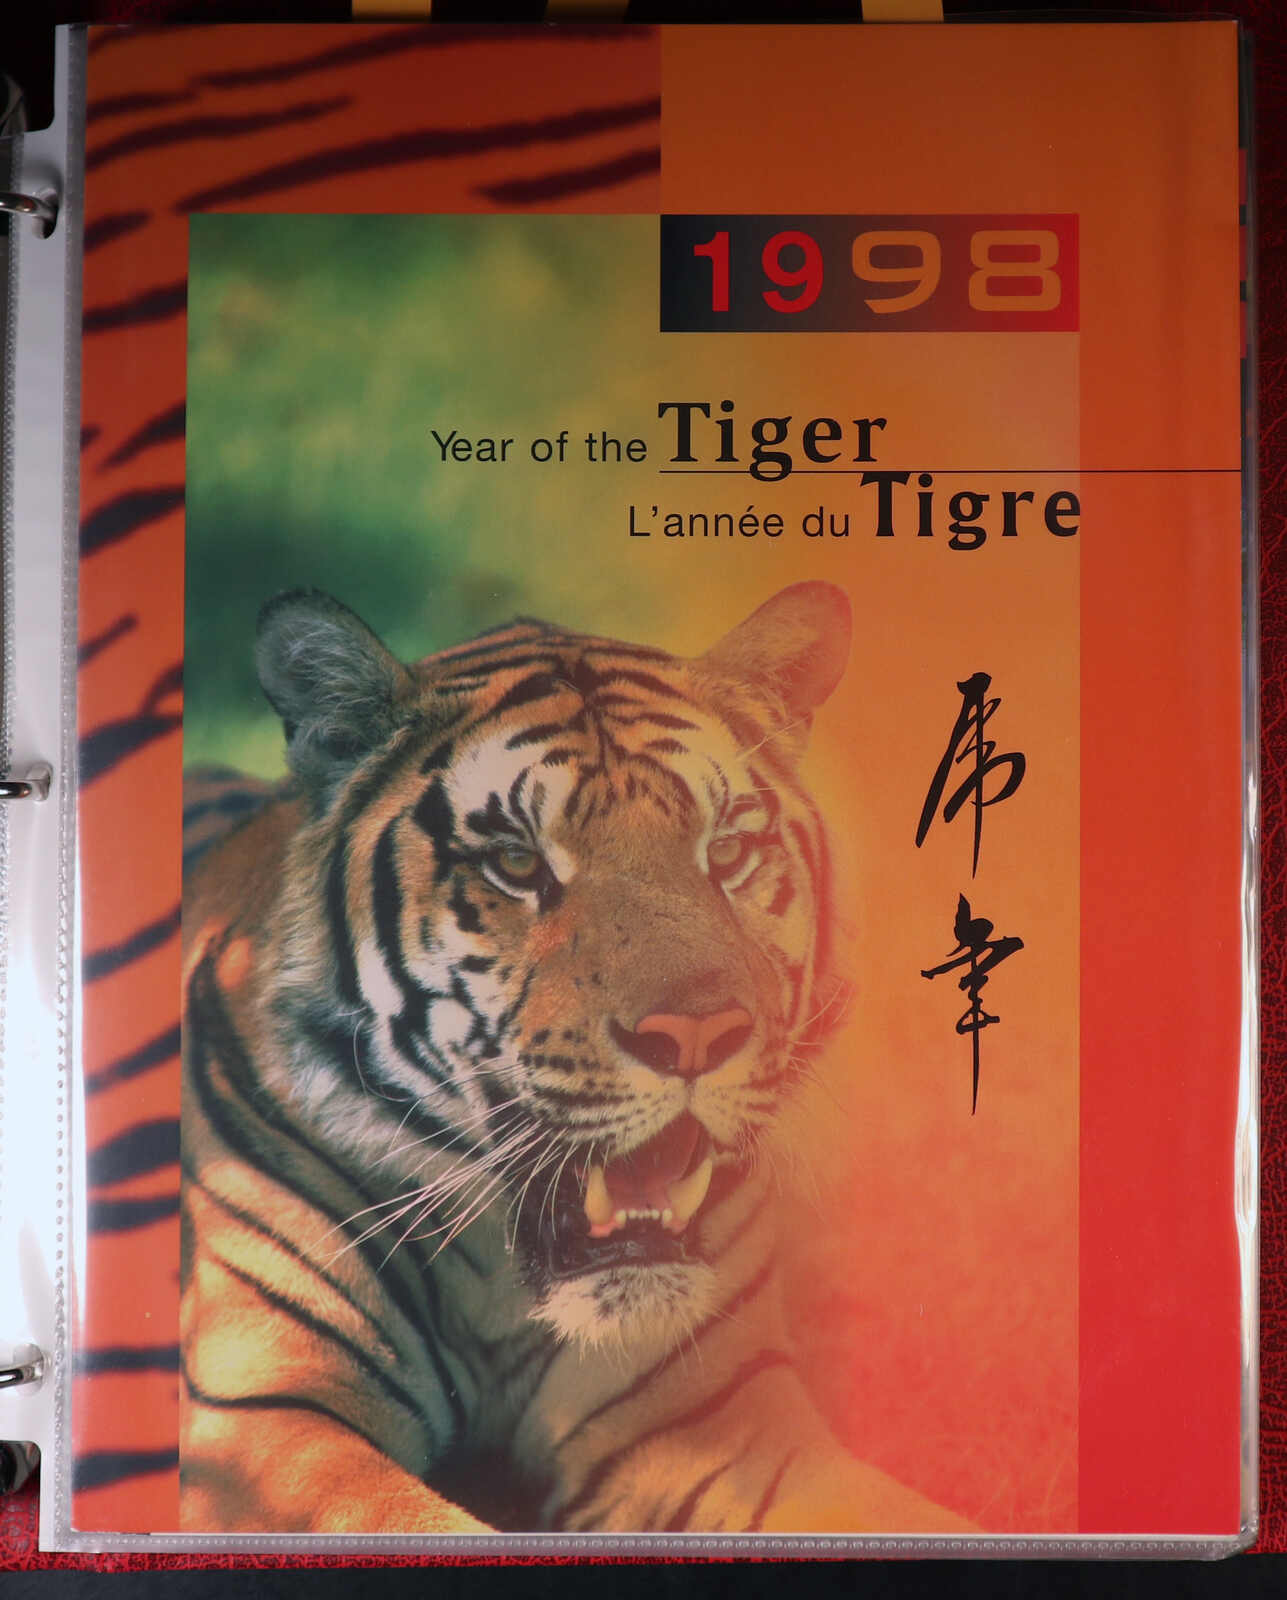 1998
Year of the Tiger
L'année du Tigre
虎年